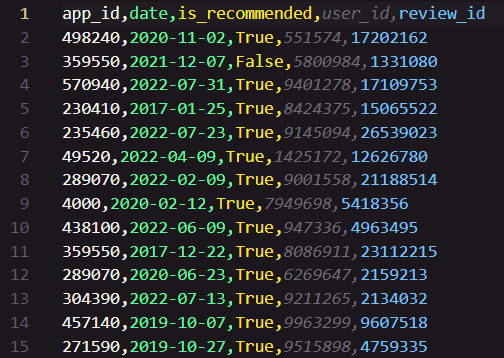 1 app_id,date,is_recommended,user_id,review_id
2 498240,2020-11-02,True,551574,17202162
3 359550,2021-12-07,False,5800984,1331080
4 570940,2022-07-31,True,9401278,17109753
5 230410,2017-01-25,True,8424375,15065522
6 235460,2022-07-23,True,9145094,26539023
7 49520,2022-04-09,True,1425172,12626780
8 289070,2022-02-09,True,9001558,21188514
9 4000,2020-02-12,True,7949698,5418356
10 438100,2022-06-09,True,947336,4963495
11 359550,2017-12-22,True,8086911,23112215
12 289070,2020-06-23,True,6269647,2159213
13 304390,2022-07-13,True,9211265,2134032
14 457140,2019-10-07,True,9963299,9607518
15 271590,2019-10-27,True,9515898,4759335